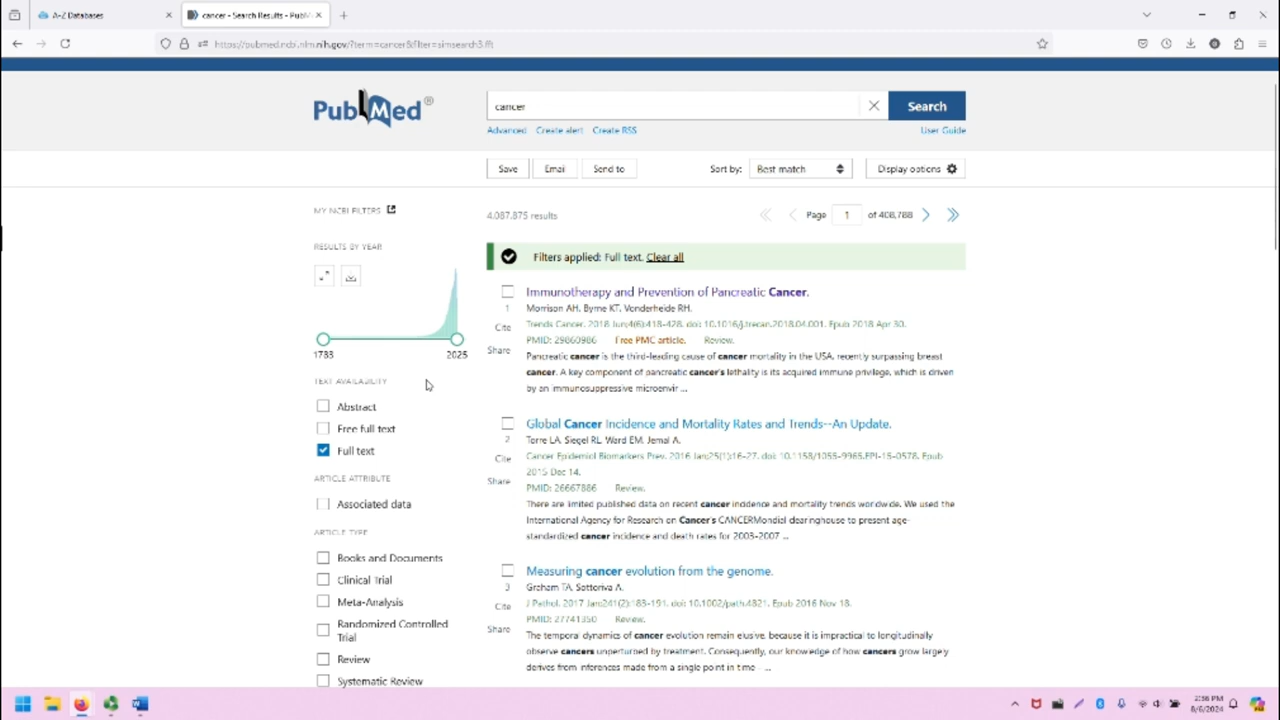 A-Z Databases
cancer - Search Results - PubM
https://pubmed.ncbi.nlm.nih.gov/?term=cancer&filter=simsearch3.fft
PubMed®
cancer
Search
Advanced Create alert Create RSS
User Guide
Save Email Send to
Sort by: Best match Display options
MY NCBI FILTERS
4,087,875 results
Page 1 of 408,788
RESULTS BY YEAR
1783 2025
Filters applied: Full text. Clear all
TEXT AVAILABILITY
Abstract
Free full text
Full text
ARTICLE ATTRIBUTE
Associated data
ARTICLE TYPE
Books and Documents
Clinical Trial
Meta-Analysis
Randomized Controlled
Trial
Review
Systematic Review
Immunotherapy and Prevention of Pancreatic Cancer.
1
Morrison AH, Byrne KT, Vonderheide RH.
Cite
Trends Cancer. 2018 Jun;4(6):418-428. doi: 10.1016/j.trecan.2018.04.001. Epub 2018 Apr 30.
PMID: 29860986 Free PMC article. Review.
Share
Pancreatic cancer is the third-leading cause of cancer mortality in the USA, recently surpassing breast
cancer. A key component of pancreatic cancer's lethality is its acquired immune privilege, which is driven
by an immunosuppressive microenvir ...
Global Cancer Incidence and Mortality Rates and Trends--An Update.
2
Torre LA, Siegel RL, Ward EM, Jemal A.
Cite
Cancer Epidemiol Biomarkers Prev. 2016 Jan;25(1):16-27. doi: 10.1158/1055-9965.EPI-15-0578. Epub
2015 Dec 14.
Share
PMID: 26667886 Review.
There are limited published data on recent cancer incidence and mortality trends worldwide. We used the
International Agency for Research on Cancer's CANCERMondial clearinghouse to present age-
standardized cancer incidence and death rates for 2003-2007 ...
Measuring cancer evolution from the genome.
3
Graham TA, Sottoriva A.
Cite
J Pathol. 2017 Jan;241(2):183-191. doi: 10.1002/path.4821. Epub 2016 Nov 18.
PMID: 27741350 Review.
Share
The temporal dynamics of cancer evolution remain elusive, because it is impractical to longitudinally
observe cancers unperturbed by treatment. Consequently, our knowledge of how cancers grow largely
derives from inferences made from a single point in time - ...
2:56 PM
8/6/2024